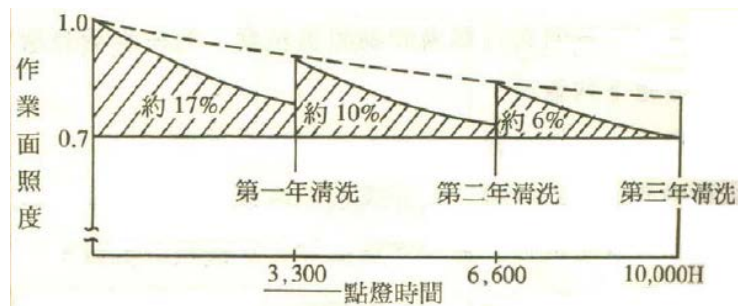 1.0
作業面照度
0.7
約 17%
約 10%
約 6%
第一年清洗
第二年清洗
第三年清洗
3,300
6,600
10,000H
點燈時間